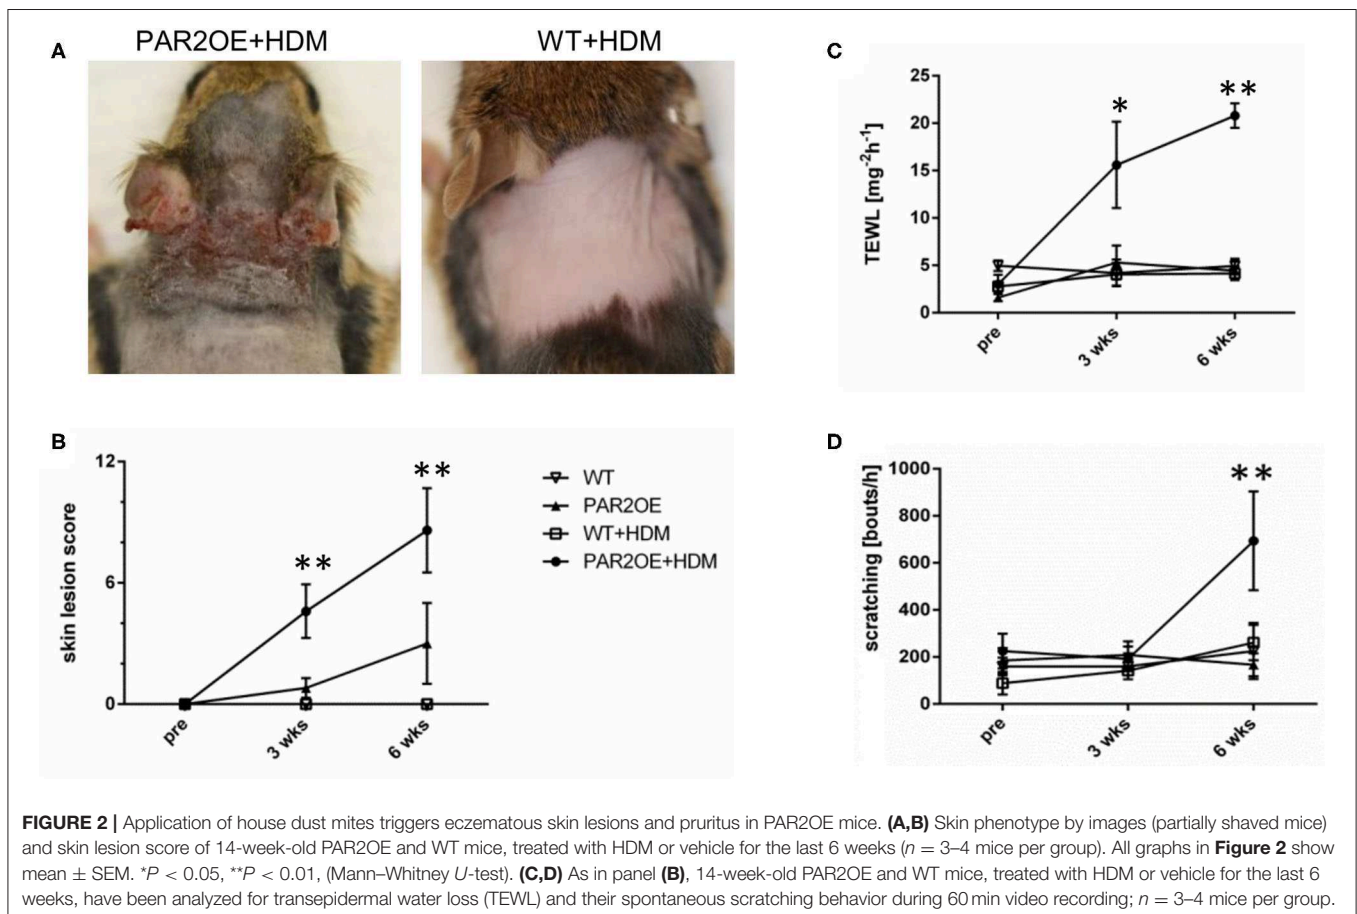 A
PAR2OE+HDM
WT+HDM
B
12
6
0
skin lesion score
**
**
pre
3 wks
6 wks
WT
PAR2OE
WT+HDM
PAR2OE+HDM
C
25
20
15
10
5
0
TEWL [mg⁻²h⁻¹]
*
**
pre
3 wks
6 wks
D
1000
800
600
400
200
0
scratching [bouts/h]
**
pre
3 wks
6 wks
FIGURE 2 | Application of house dust mites triggers eczematous skin lesions and pruritus in PAR2OE mice. (A,B) Skin phenotype by images (partially shaved mice)
and skin lesion score of 14-week-old PAR2OE and WT mice, treated with HDM or vehicle for the last 6 weeks (n = 3–4 mice per group). All graphs in Figure 2 show
mean ± SEM. *P < 0.05, **P < 0.01, (Mann–Whitney U-test). (C,D) As in panel (B), 14-week-old PAR2OE and WT mice, treated with HDM or vehicle for the last 6
weeks, have been analyzed for transepidermal water loss (TEWL) and their spontaneous scratching behavior during 60 min video recording; n = 3–4 mice per group.